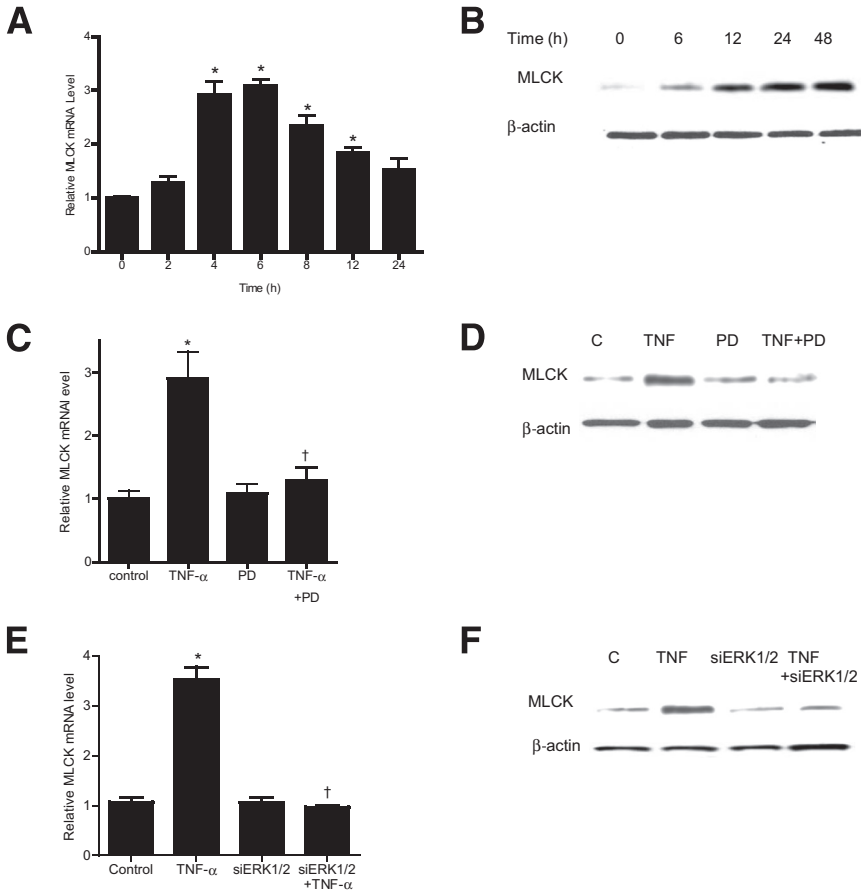 A
Relative MLCK mRNA Level
4
3
2
1
0
* * * *
0 2 4 6 8 12 24
Time (h)
B
Time (h) 0 6 12 24 48
MLCK
β-actin
C
Relative MLCK mRNAl level
3
2
1
0
*
†
control TNF-α PD TNF-α
+PD
D
C TNF PD TNF+PD
MLCK
β-actin
E
Relative MLCK mRNA level
4
3
2
1
0
*
†
Control TNF-α siERK1/2 siERK1/2
+TNF-α
F
C TNF siERK1/2 TNF
+siERK1/2
MLCK
β-actin